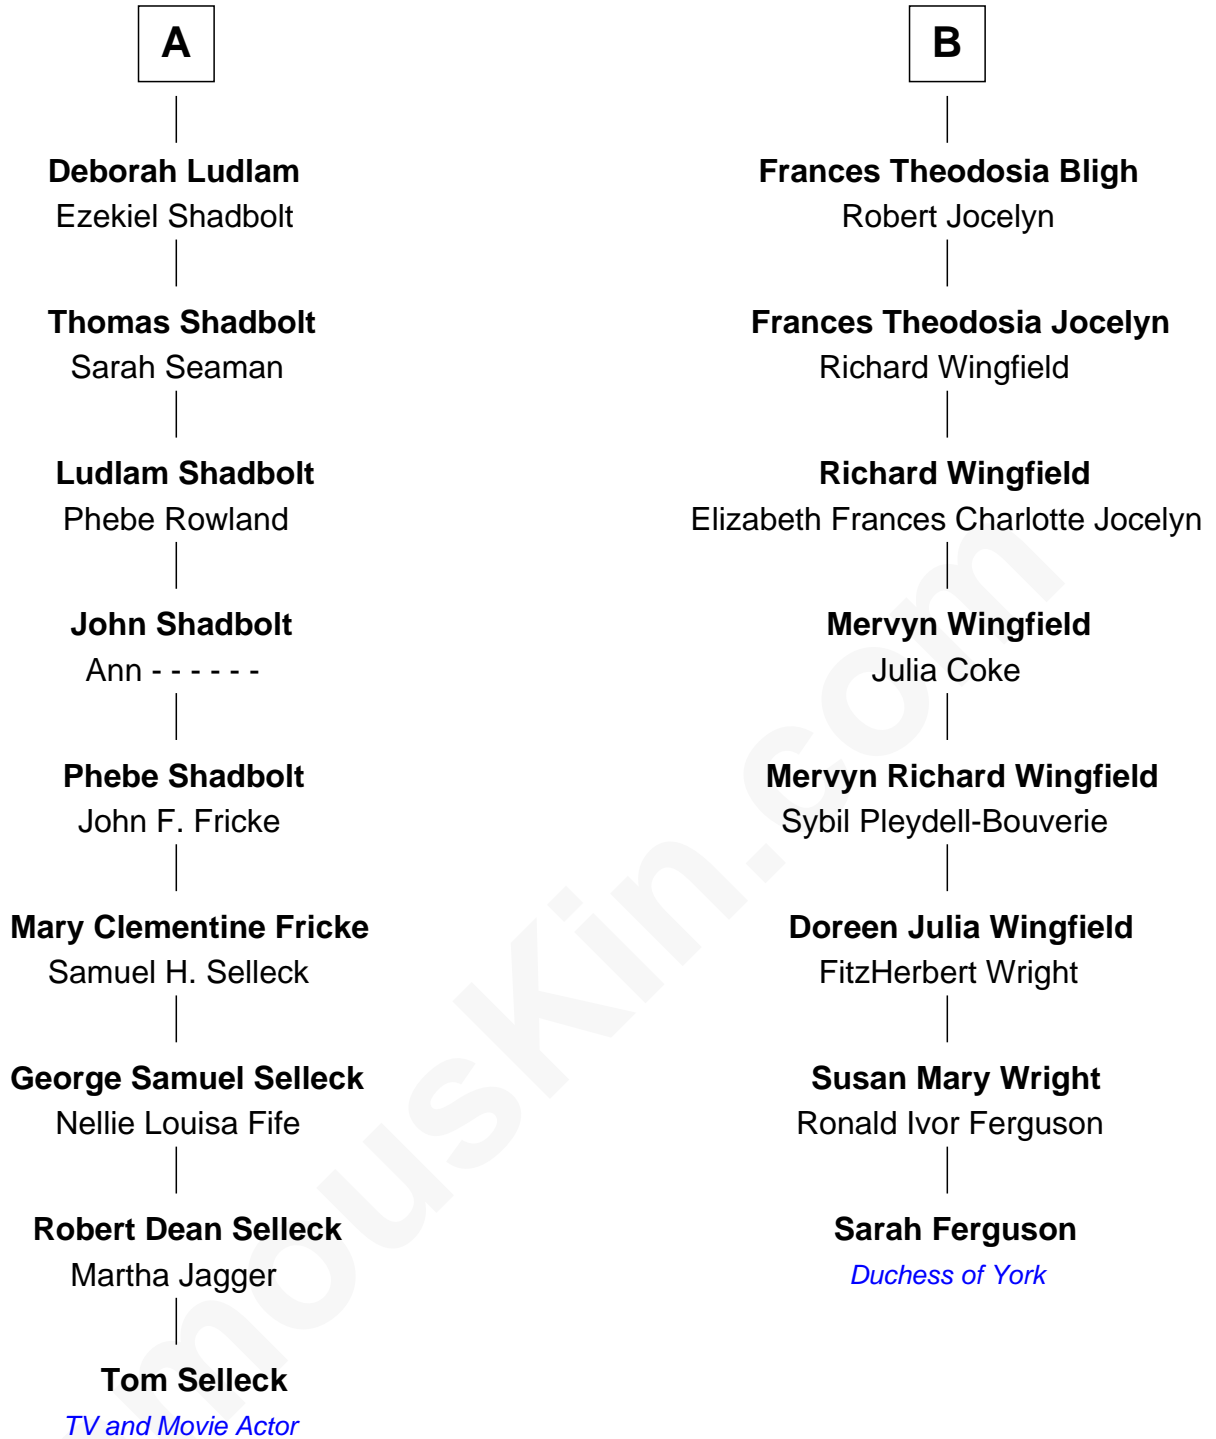 A
Deborah Ludlam
Ezekiel Shadbolt
Thomas Shadbolt
Sarah Seaman
Ludlam Shadbolt
Phebe Rowland
John Shadbolt
Ann - - - - - -
Phebe Shadbolt
John F. Fricke
Mary Clementine Fricke
Samuel H. Selleck
George Samuel Selleck
Nellie Louisa Fife
Robert Dean Selleck
Martha Jagger
Tom Selleck
TV and Movie Actor
B
Frances Theodosia Bligh
Robert Jocelyn
Frances Theodosia Jocelyn
Richard Wingfield
Richard Wingfield
Elizabeth Frances Charlotte Jocelyn
Mervyn Wingfield
Julia Coke
Mervyn Richard Wingfield
Sybil Pleydell-Bouverie
Doreen Julia Wingfield
FitzHerbert Wright
Susan Mary Wright
Ronald Ivor Ferguson
Sarah Ferguson
Duchess of York
mousKin.com